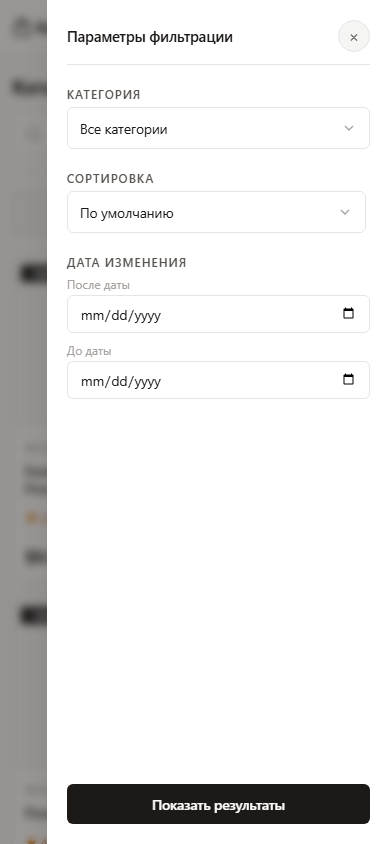 Параметры фильтрации
×
КАТЕГОРИЯ
Все категории
СОРТИРОВКА
По умолчанию
ДАТА ИЗМЕНЕНИЯ
После даты
mm/dd/yyyy
До даты
mm/dd/yyyy
Показать результаты